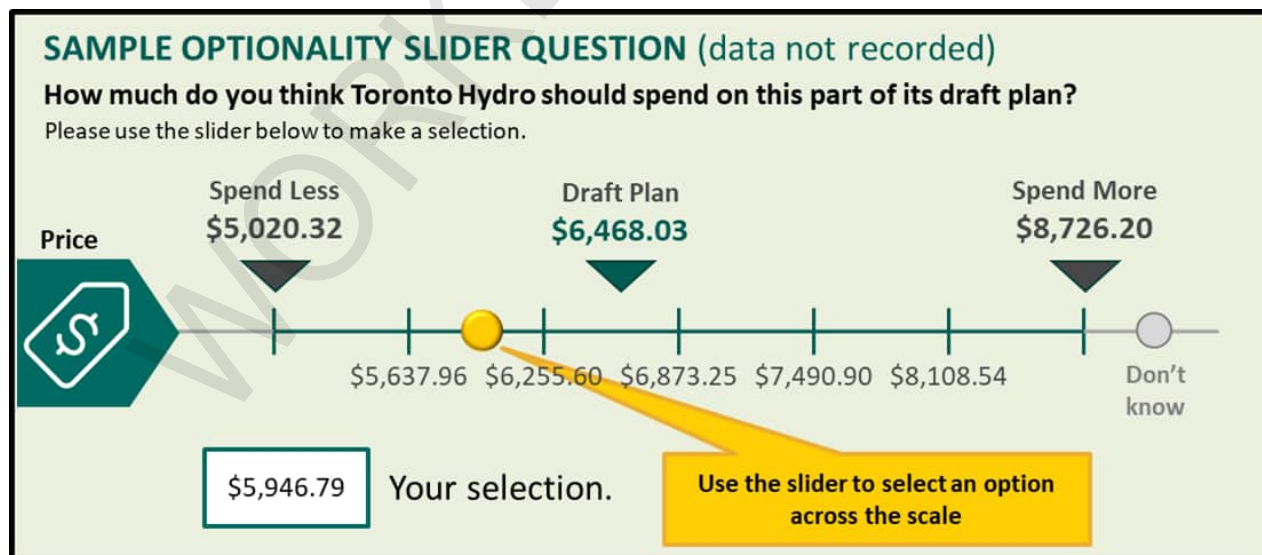 SAMPLE OPTIONALITY SLIDER QUESTION (data not recorded)
How much do you think Toronto Hydro should spend on this part of its draft plan?
Please use the slider below to make a selection.
Spend Less
Draft Plan
Spend More
$5,020.32
$6,468.03
$8,726.20
Price
$
$5,637.96 $6,255.60 $6,873.25 $7,490.90 $8,108.54
Don't
know
$5,946.79 Your selection.
Use the slider to select an option
across the scale